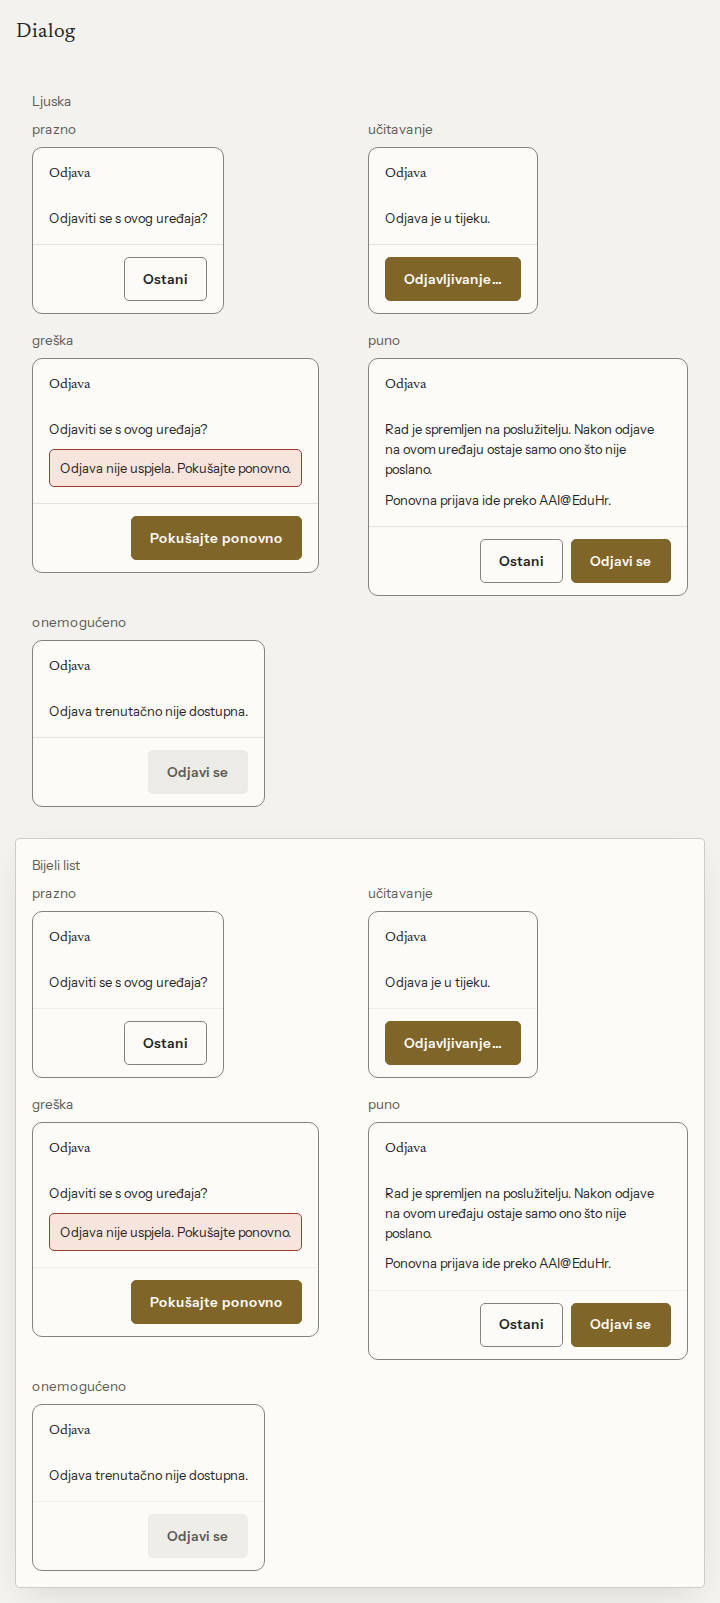 Dialog
Ljuska
prazno
Odjava
Odjaviti se s ovog uređaja?
Ostani
učitavanje
Odjava
Odjava je u tijeku.
Odjavljivanje…
greška
Odjava
Odjaviti se s ovog uređaja?
Odjava nije uspjela. Pokušajte ponovno.
Pokušajte ponovno
puno
Odjava
Rad je spremljen na poslužitelju. Nakon odjave
na ovom uređaju ostaje samo ono što nije
poslano.
Ponovna prijava ide preko AAI@EduHr.
Ostani
Odjavi se
onemogućeno
Odjava
Odjava trenutačno nije dostupna.
Odjavi se
Bijeli list
prazno
Odjava
Odjaviti se s ovog uređaja?
Ostani
učitavanje
Odjava
Odjava je u tijeku.
Odjavljivanje…
greška
Odjava
Odjaviti se s ovog uređaja?
Odjava nije uspjela. Pokušajte ponovno.
Pokušajte ponovno
puno
Odjava
Rad je spremljen na poslužitelju. Nakon odjave
na ovom uređaju ostaje samo ono što nije
poslano.
Ponovna prijava ide preko AAI@EduHr.
Ostani
Odjavi se
onemogućeno
Odjava
Odjava trenutačno nije dostupna.
Odjavi se